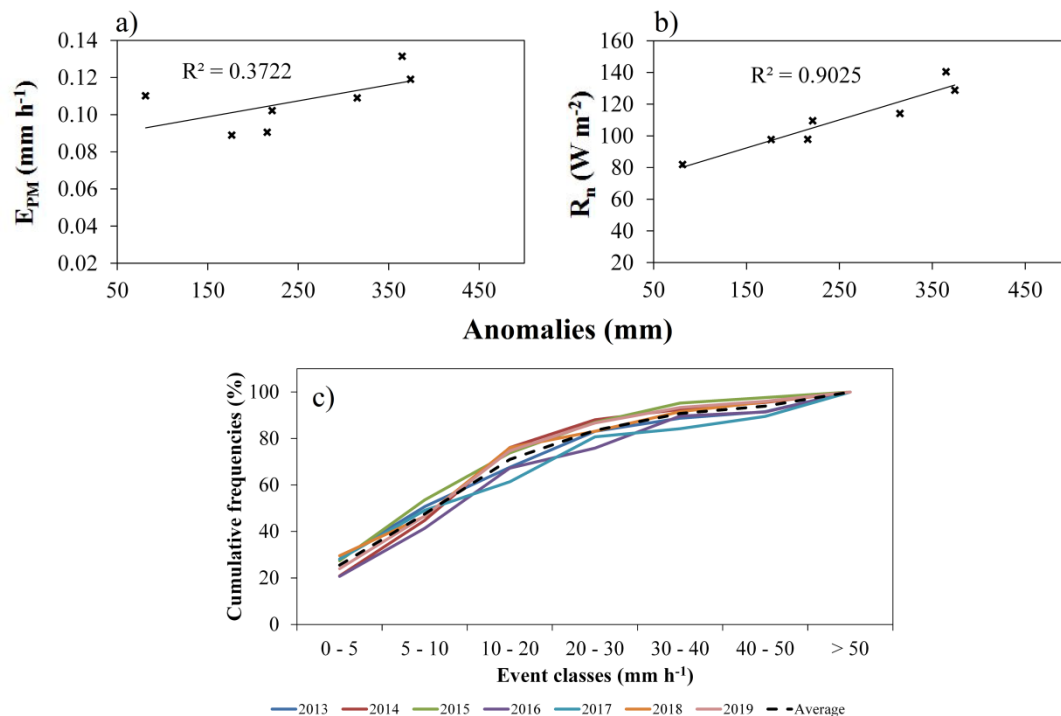 a)
E_PM (mm h⁻¹)
0.14
0.12
0.10
0.08
0.06
0.04
0.02
R² = 0.3722
50 150 250 350 450
b)
R_n (W m⁻²)
160
140
120
100
80
60
40
20
R² = 0.9025
50 150 250 350 450
Anomalies (mm)
c)
Cumulative frequencies (%)
100
80
60
40
20
0
0 - 5 5 - 10 10 - 20 20 - 30 30 - 40 40 - 50 > 50
Event classes (mm h⁻¹)
2013 2014 2015 2016 2017 2018 2019 Average